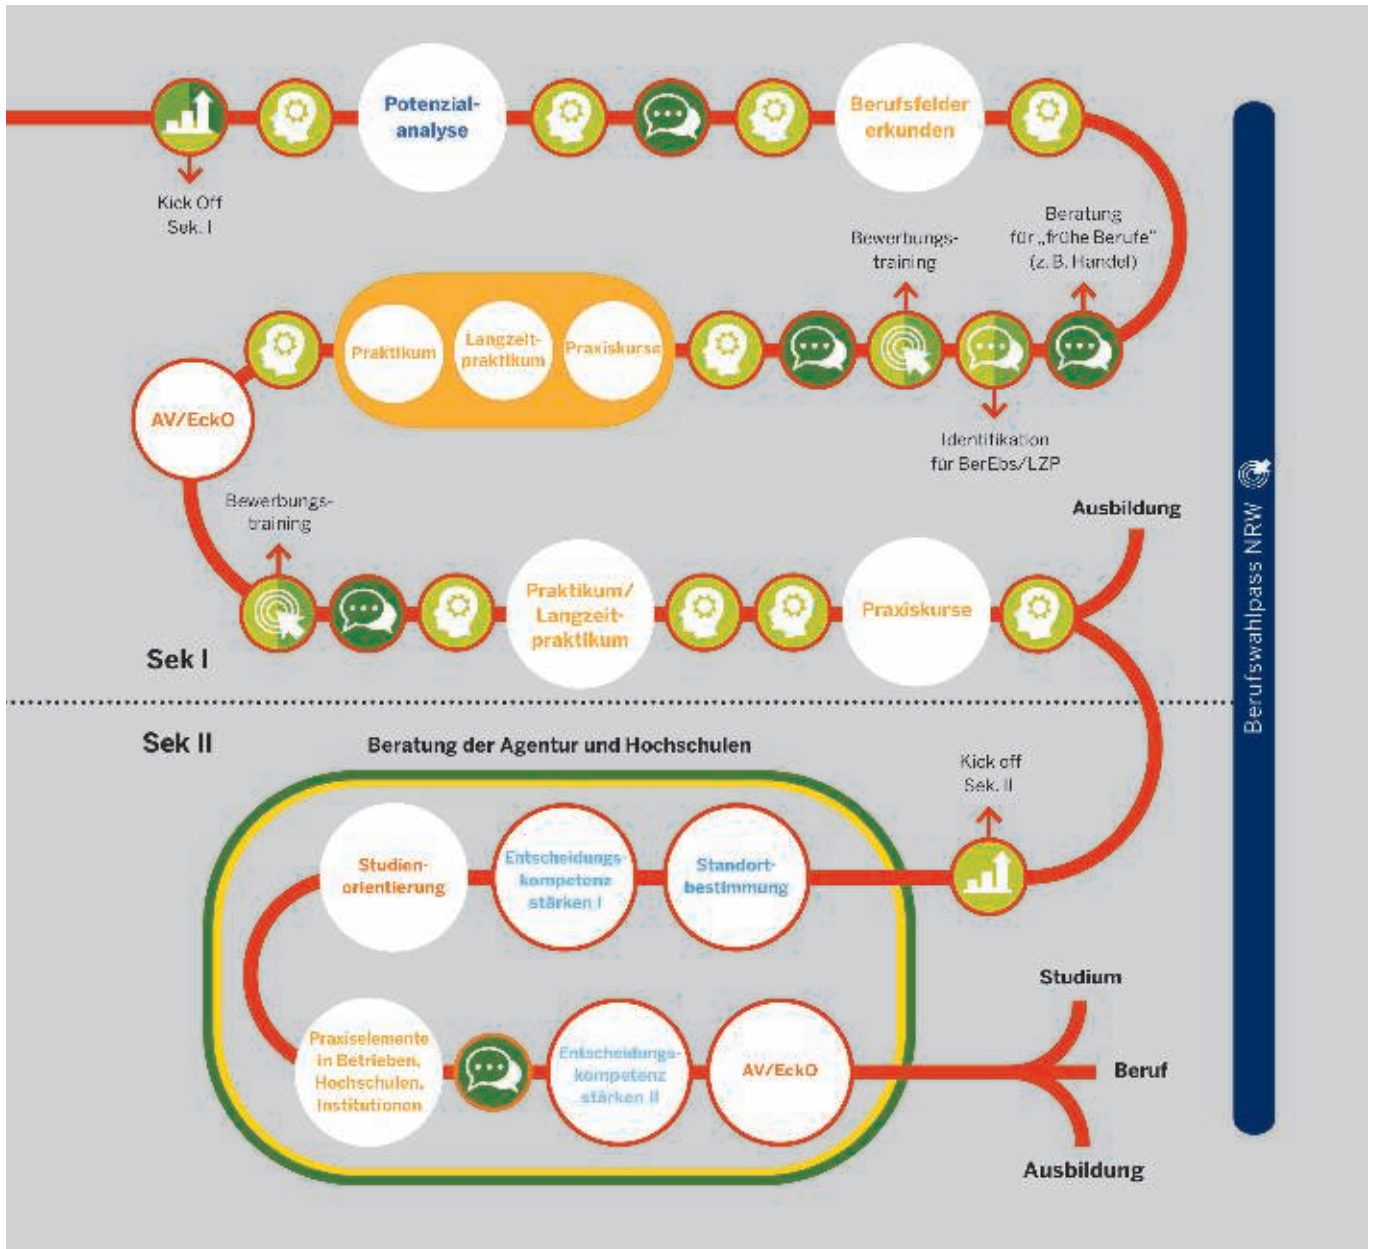 Potenzial-
analyse
Berufsfelder
erkunden
Kick Off
Sek. I
Beratung
für „frühe Berufe“
(z. B. Handel)
Bewerbungs-
training
Praktikum
Langzeit-
praktikum
Praxiskurse
AV/EckO
Identifikation
für BerEbs/LZP
Bewerbungs-
training
Ausbildung
Praktikum/
Langzeit-
praktikum
Praxiskurse
Sek I
Berufswahlpass NRW
Sek II
Beratung der Agentur und Hochschulen
Kick off
Sek. II
Studien-
orientierung
Entscheidungs-
kompetenz
stärken I
Standort-
bestimmung
Studium
Praxiselemente
in Betrieben,
Hochschulen,
Institutionen
Entscheidungs-
kompetenz
stärken II
AV/EckO
Beruf
Ausbildung